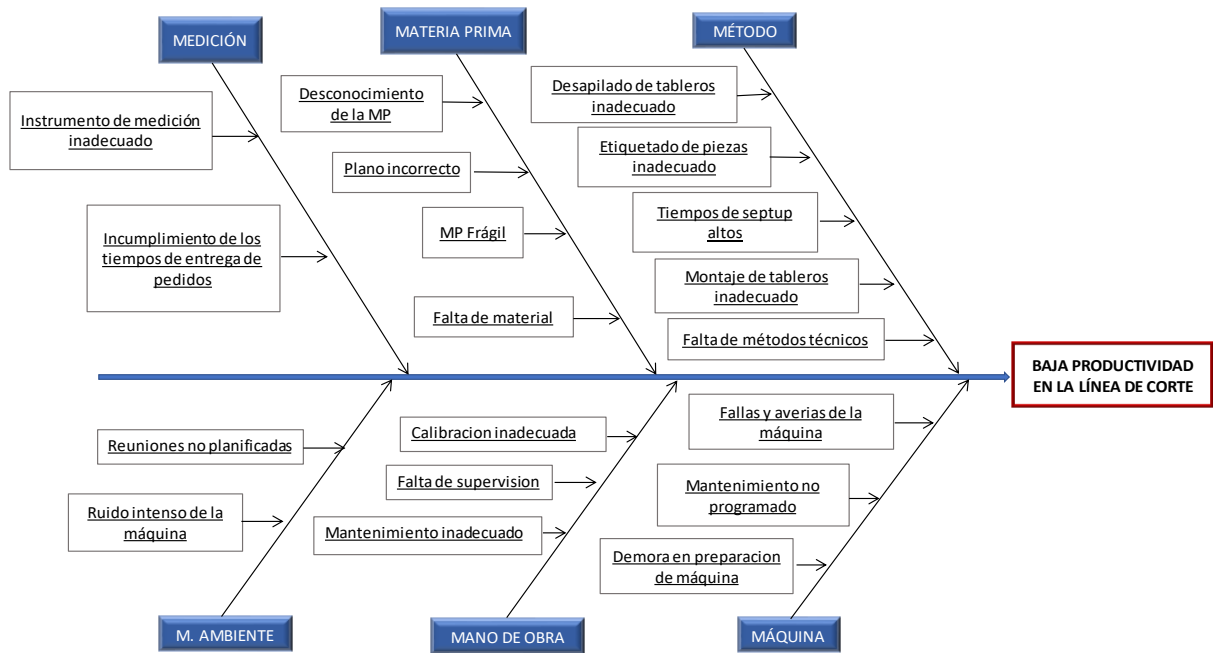 MEDICIÓN
MATERIA PRIMA
MÉTODO
Instrumento de medición
inadecuado
Incumplimiento de los
tiempos de entrega de
pedidos
Desconocimiento
de la MP
Plano incorrecto
MP Frágil
Falta de material
Desapilado de tableros
inadecuado
Etiquetado de piezas
inadecuado
Tiempos de septup
altos
Montaje de tableros
inadecuado
Falta de métodos técnicos
BAJA PRODUCTIVIDAD
EN LA LÍNEA DE CORTE
Reuniones no planificadas
Ruido intenso de la
máquina
Calibracion inadecuada
Falta de supervision
Mantenimiento inadecuado
Fallas y averias de la
máquina
Mantenimiento no
programado
Demora en preparacion
de máquina
M. AMBIENTE
MANO DE OBRA
MÁQUINA